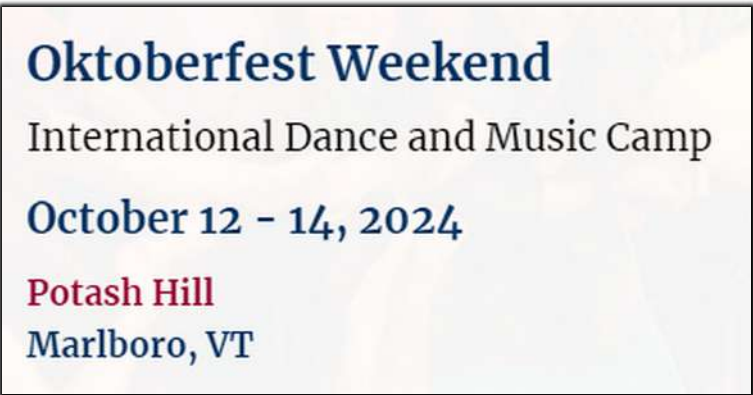 Oktoberfest Weekend
International Dance and Music Camp
October 12 - 14, 2024
Potash Hill
Marlboro, VT